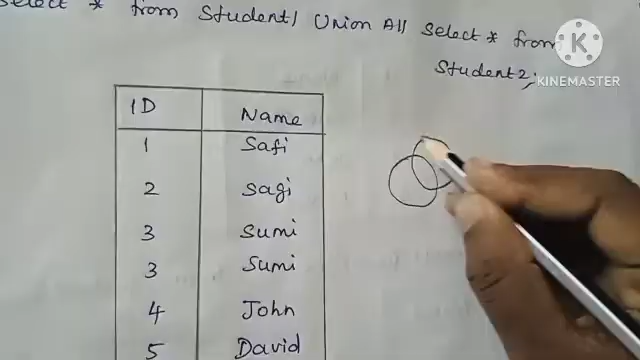 Select * from Student1 Union All Select * from
Student2;
K
KINEMASTER
ID Name
1 Safi
2 Sagi
3 Sumi
3 Sumi
4 John
5 David